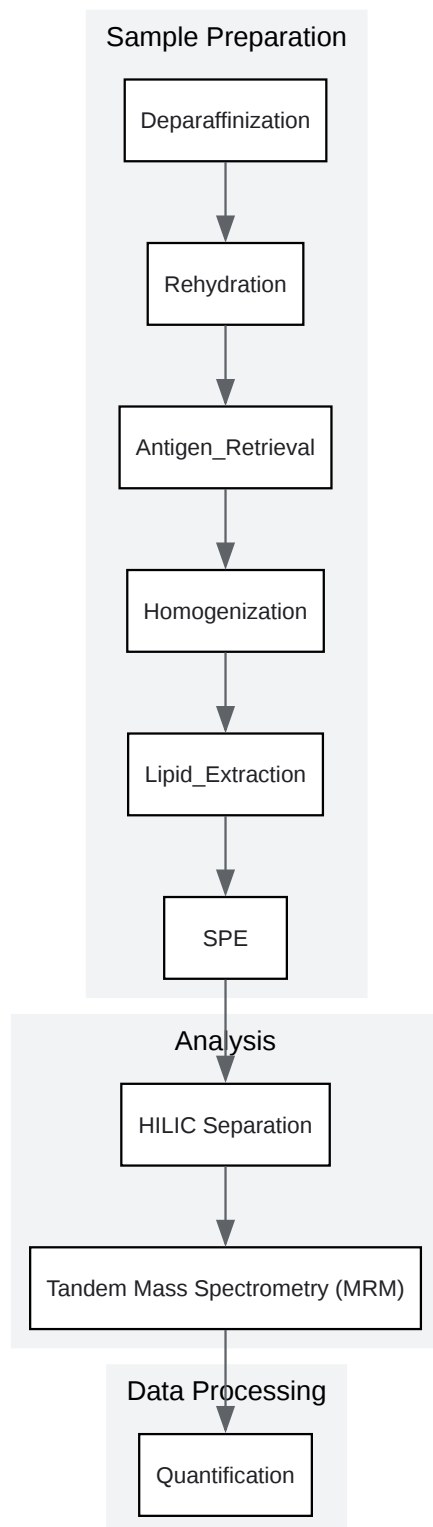 Sample Preparation
Deparaffinization
Rehydration
Antigen_Retrieval
Homogenization
Lipid_Extraction
SPE
Analysis
HILIC Separation
Tandem Mass Spectrometry (MRM)
Data Processing
Quantification